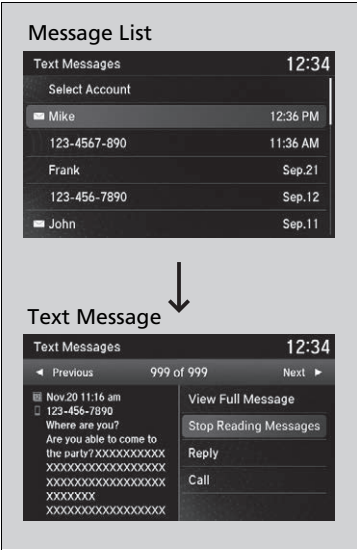 Message List
Text Messages 12:34
Select Account
Mike 12:36 PM
123-4567-890 11:36 AM
Frank Sep.21
123-456-7890 Sep.12
John Sep.11
Text Message
Text Messages 12:34
◄ Previous 999 of 999 Next ►
Nov.20 11:16 am
123-456-7890
Where are you?
Are you able to come to
the party?XXXXXXXXXX
XXXXXXXXXXXXXXXXX
XXXXXXXXXXXXXXXXX
XXXXXXX
XXXXXXXXXXXXXXXXX
View Full Message
Stop Reading Messages
Reply
Call